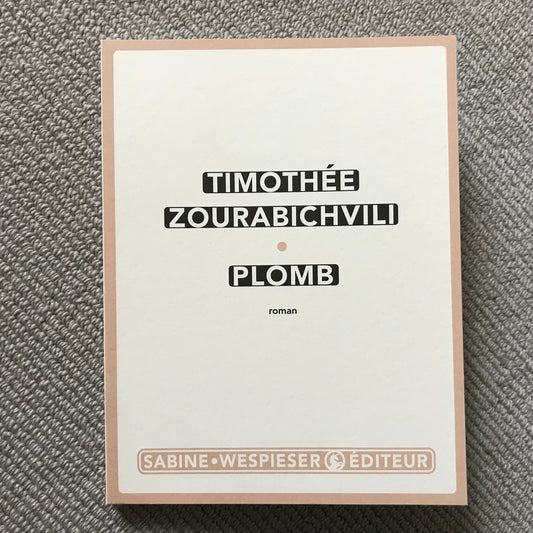 TIMOTHÉE
ZOURABICHVILI
PLOMB
roman
SABINE • WESPIESER ÉDITEUR